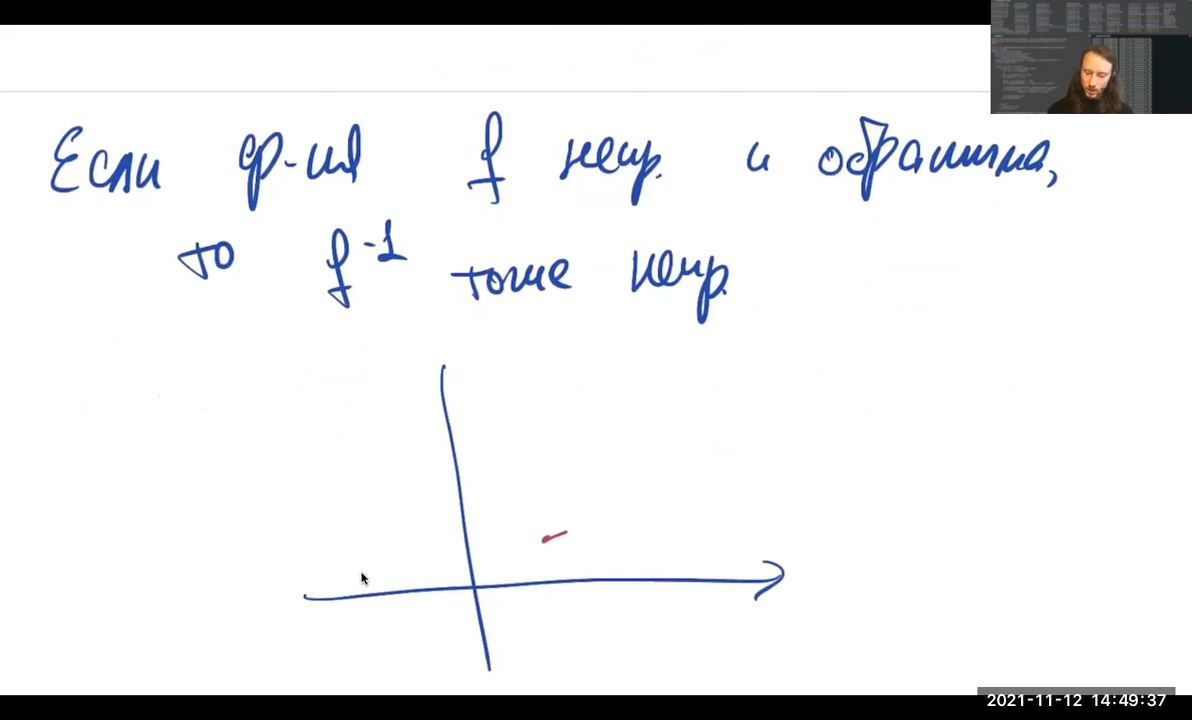 Если ф-ия f непр. и обратима,
то f⁻¹ тоже непр.
2021-11-12 14:49:37